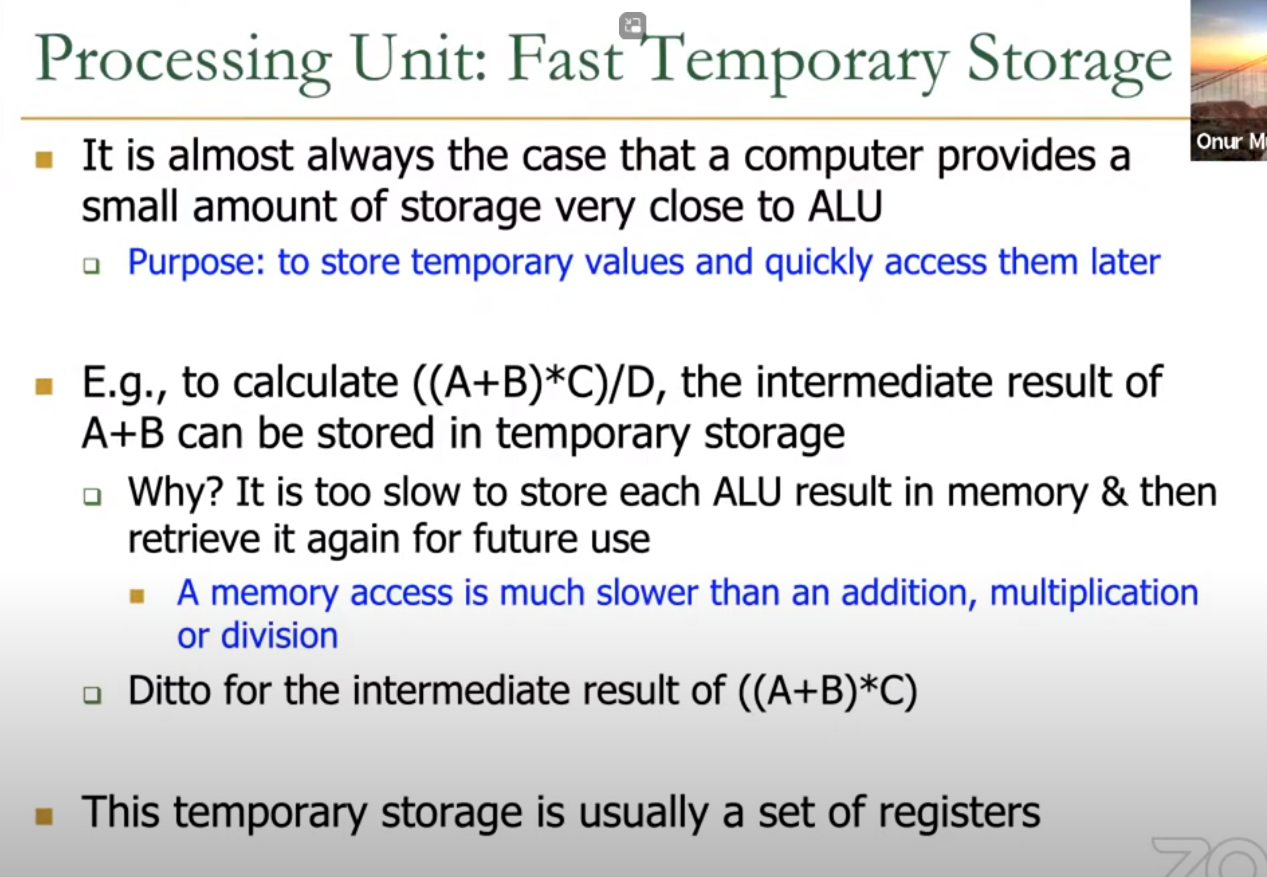 Processing Unit: Fast Temporary Storage
Onur
It is almost always the case that a computer provides a
small amount of storage very close to ALU
Purpose: to store temporary values and quickly access them later
E.g., to calculate ((A+B)*C)/D, the intermediate result of
A+B can be stored in temporary storage
Why? It is too slow to store each ALU result in memory & then
retrieve it again for future use
A memory access is much slower than an addition, multiplication
or division
Ditto for the intermediate result of ((A+B)*C)
This temporary storage is usually a set of registers